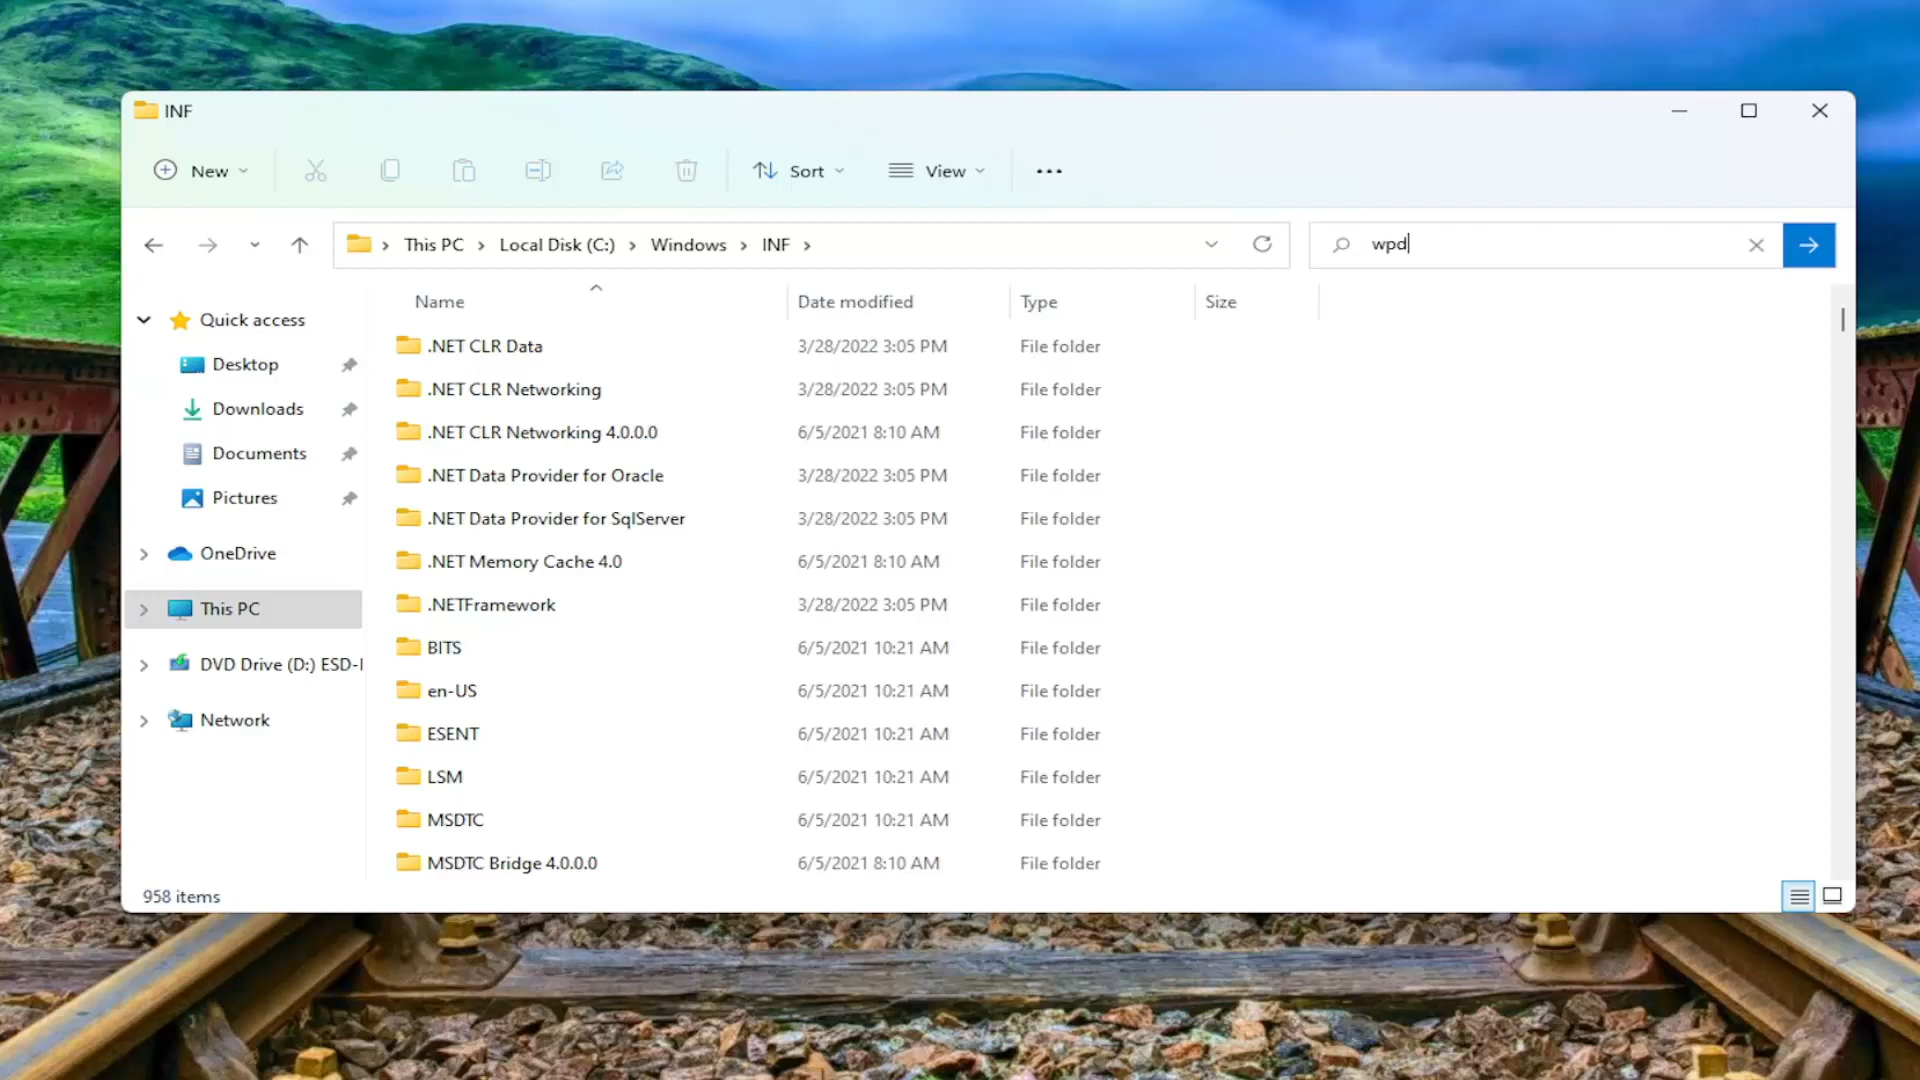 INF
New
Sort
View
This PC
Local Disk (C:)
Windows
INF
wpd
Name
Date modified
Type
Size
Quick access
Desktop
Downloads
Documents
Pictures
OneDrive
This PC
DVD Drive (D:) ESD-I
Network
.NET CLR Data 3/28/2022 3:05 PM File folder
.NET CLR Networking 3/28/2022 3:05 PM File folder
.NET CLR Networking 4.0.0.0 6/5/2021 8:10 AM File folder
.NET Data Provider for Oracle 3/28/2022 3:05 PM File folder
.NET Data Provider for SqlServer 3/28/2022 3:05 PM File folder
.NET Memory Cache 4.0 6/5/2021 8:10 AM File folder
.NETFramework 3/28/2022 3:05 PM File folder
BITS 6/5/2021 10:21 AM File folder
en-US 6/5/2021 10:21 AM File folder
ESENT 6/5/2021 10:21 AM File folder
LSM 6/5/2021 10:21 AM File folder
MSDTC 6/5/2021 10:21 AM File folder
MSDTC Bridge 4.0.0.0 6/5/2021 8:10 AM File folder
958 items